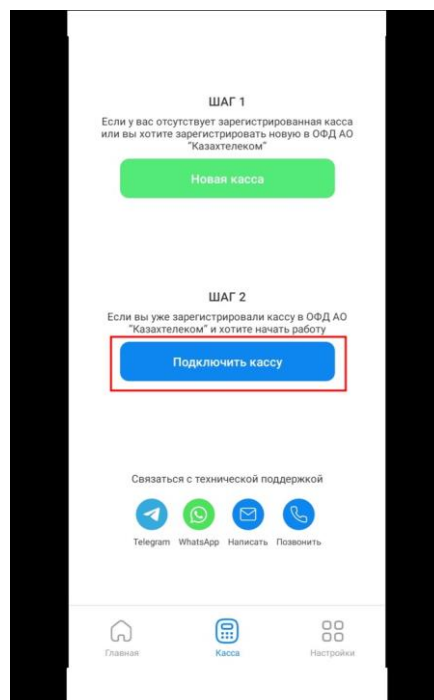 ШАГ 1
Если у вас отсутствует зарегистрированная касса
или вы хотите зарегистрировать новую в ОФД АО
"Казахтелеком"
Новая касса
ШАГ 2
Если вы уже зарегистрировали кассу в ОФД АО
"Казахтелеком" и хотите начать работу
Подключить кассу
Связаться с технической поддержкой
Telegram WhatsApp Написать Позвонить
Главная Касса Настройки